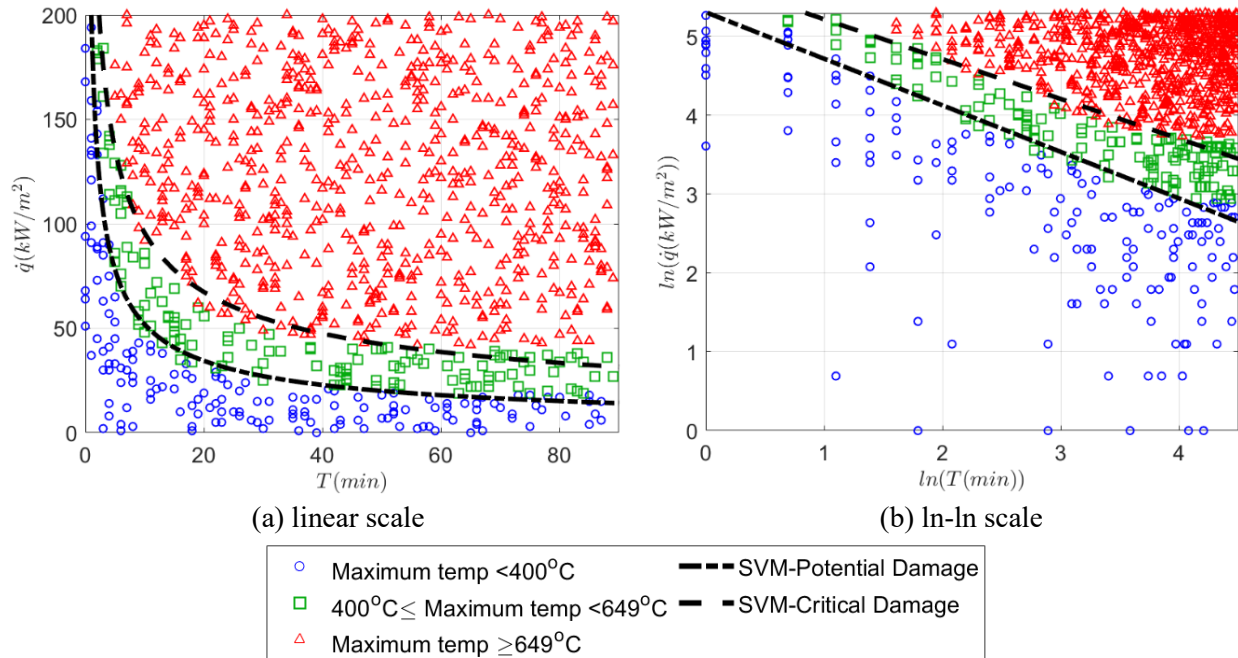 (a)
(b)
200
150
100
50
0
q̇(kW/m²)
0 20 40 60 80
T(min)
5
4
3
2
1
0
ln(q̇(kW/m²))
0 1 2 3 4
ln(T(min))
(a) linear scale
(b) ln-ln scale
Maximum temp <400°C
SVM-Potential Damage
400°C≤ Maximum temp <649°C
SVM-Critical Damage
Maximum temp ≥649°C